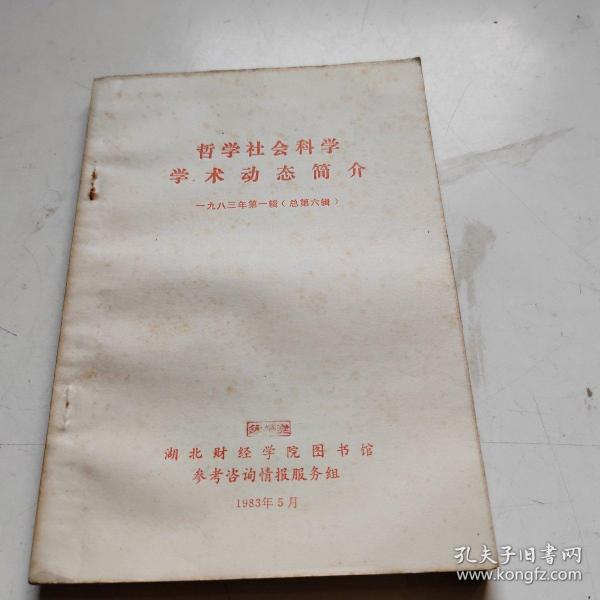 哲学社会科学
学术动态简介
一九八三年第一辑（总第六辑）
湖北财经学院图书馆
参考咨询情报服务组
1983年5月
孔夫子旧书网
www.kongfz.com